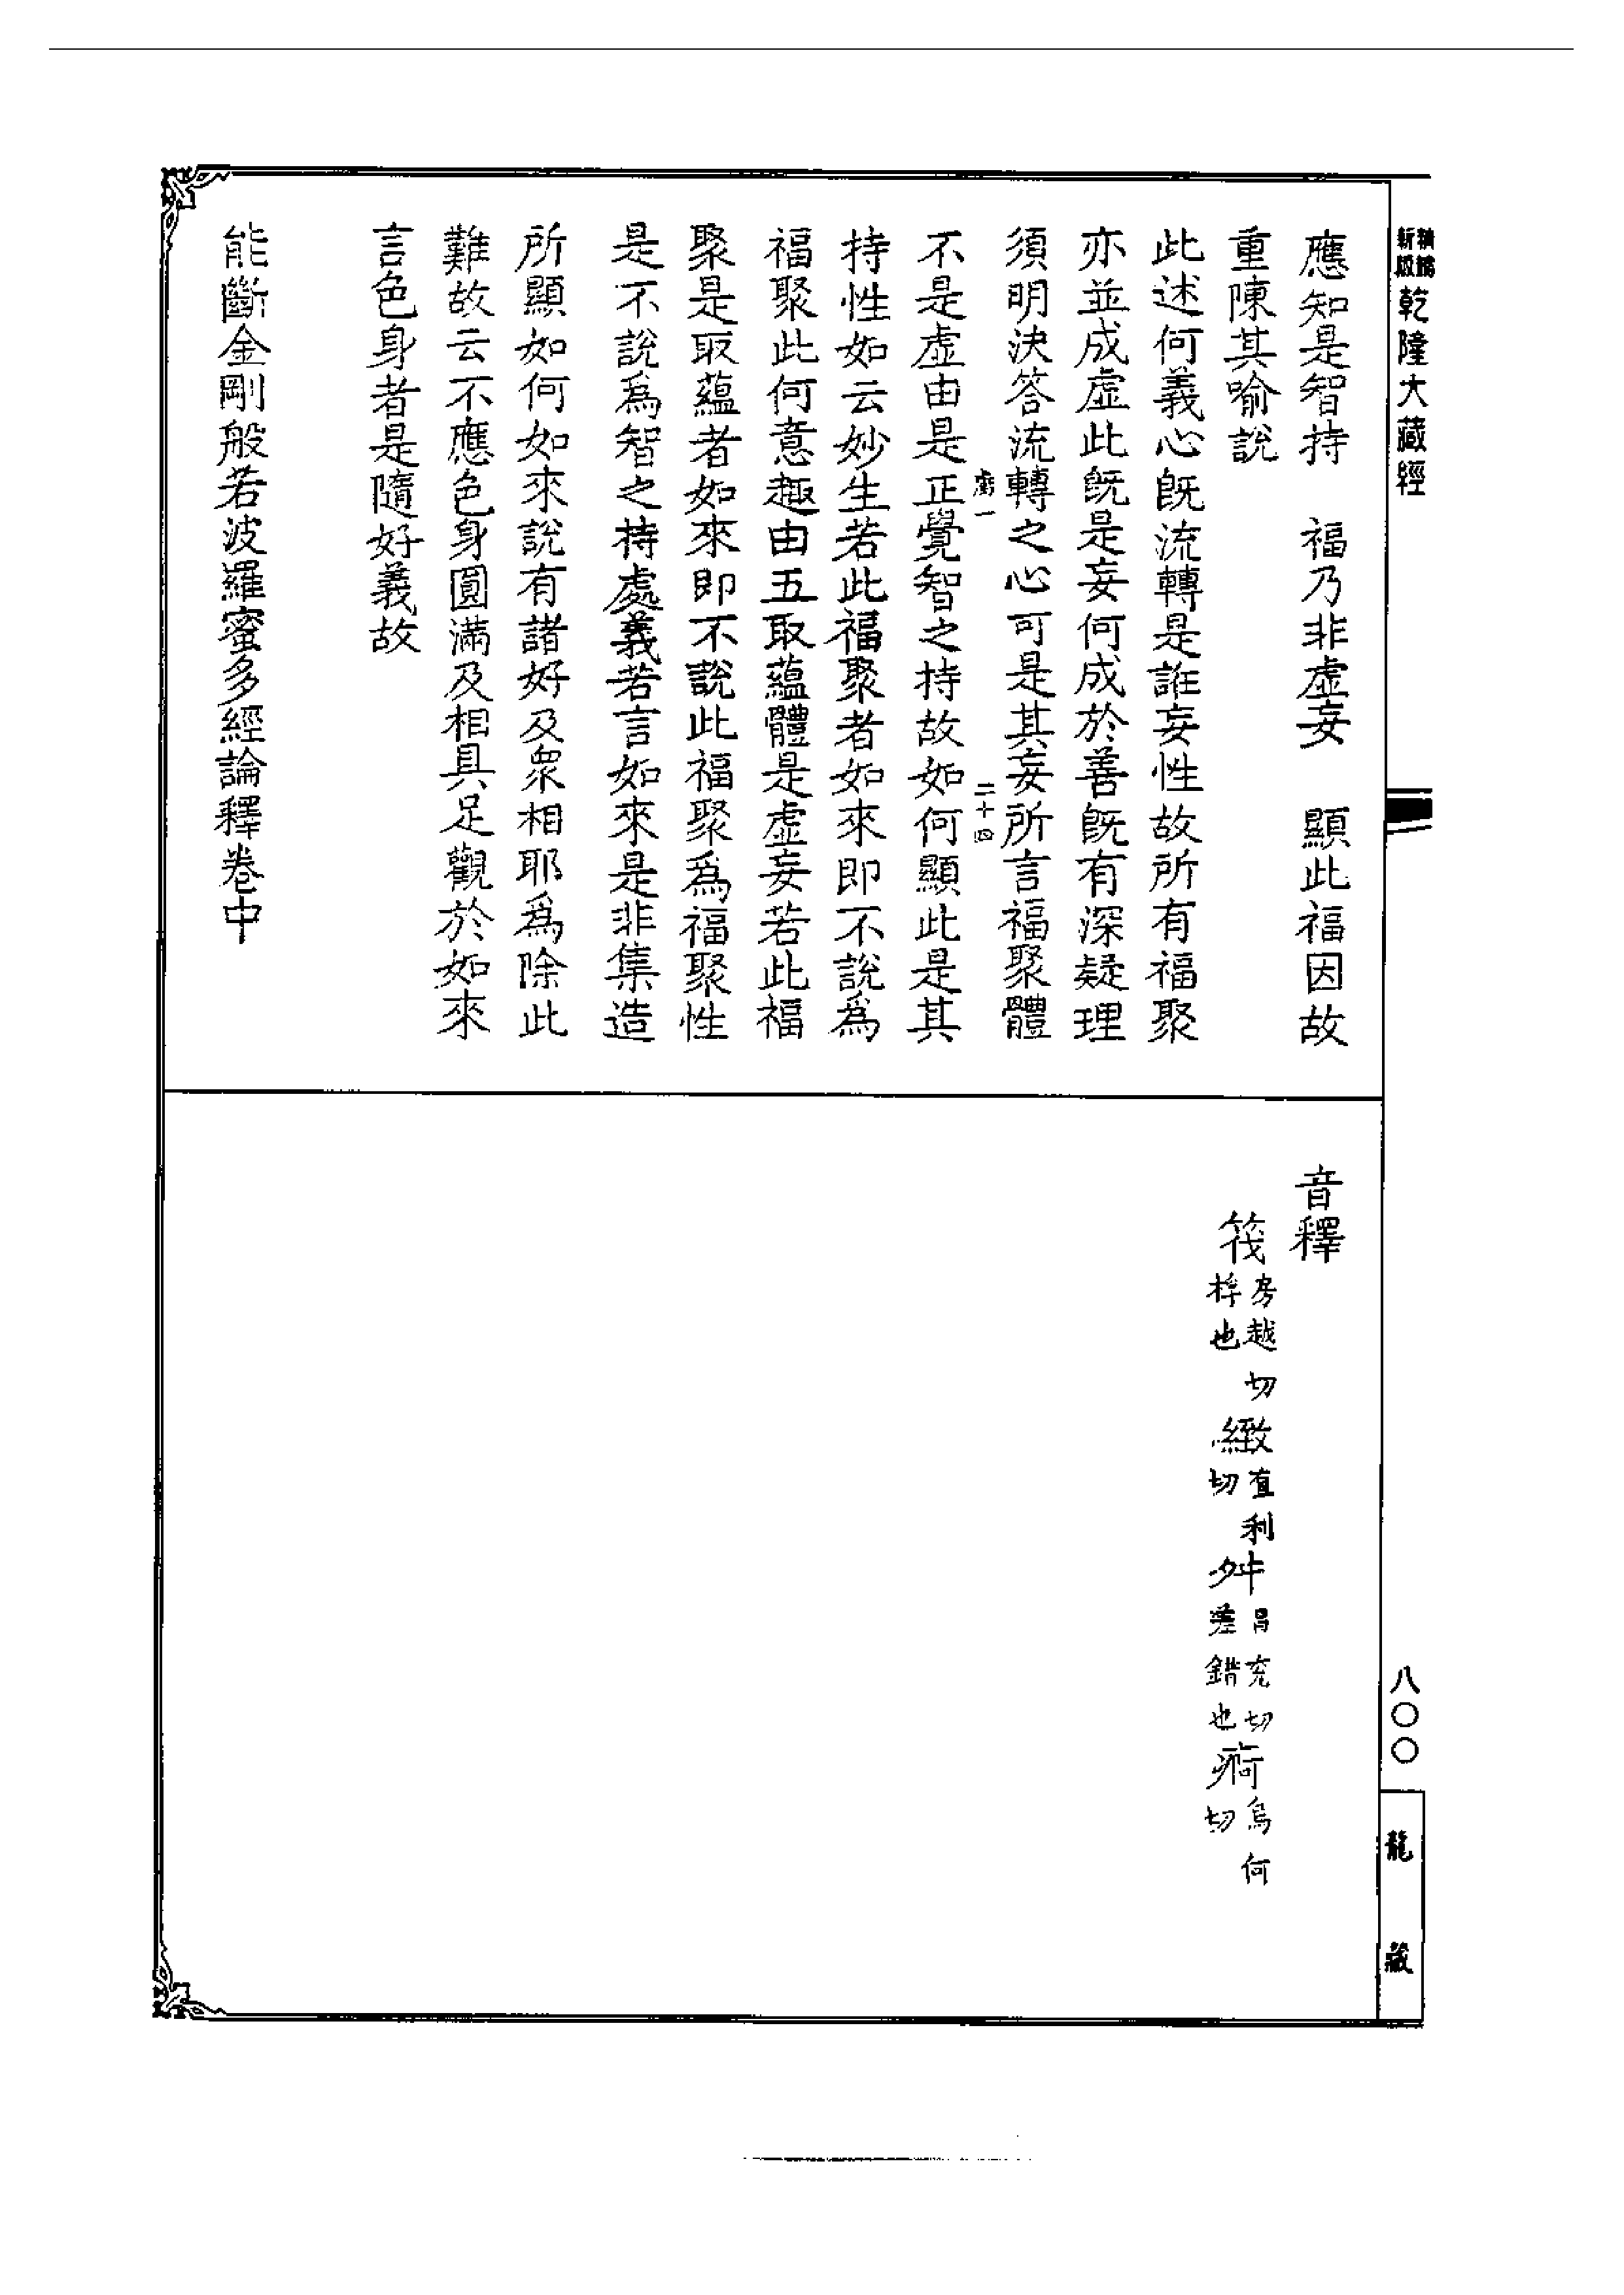 乾隆大藏經
應知是智持　福乃非虛妄　顯此福因故
重陳其喻説
此述何義心既流轉是誰妄性故所有福聚
亦並成虛此既是妄何成於善既有深疑理
須明決答流轉之心可是其妄所言福聚體
二十四
不是虛由是正覺智之持故如何顯此是其
持性如云妙生若此福聚者如來即不說爲
福聚此何意趣由五取蘊體是虛妄若此福
聚是取蘊者如來即不說此福聚爲福聚性
是不說爲智之持處義若言如來是非集造
所顯如何如來說有諸好及衆相耶爲除此
難故云不應色身圓滿及相具足觀於如來
言色身者是隨好義故
能斷金剛般若波羅蜜多經論釋卷中
音釋
筏房越切桴也緻直利切舛昌兗切差錯也痾烏何切
八〇〇
龍藏